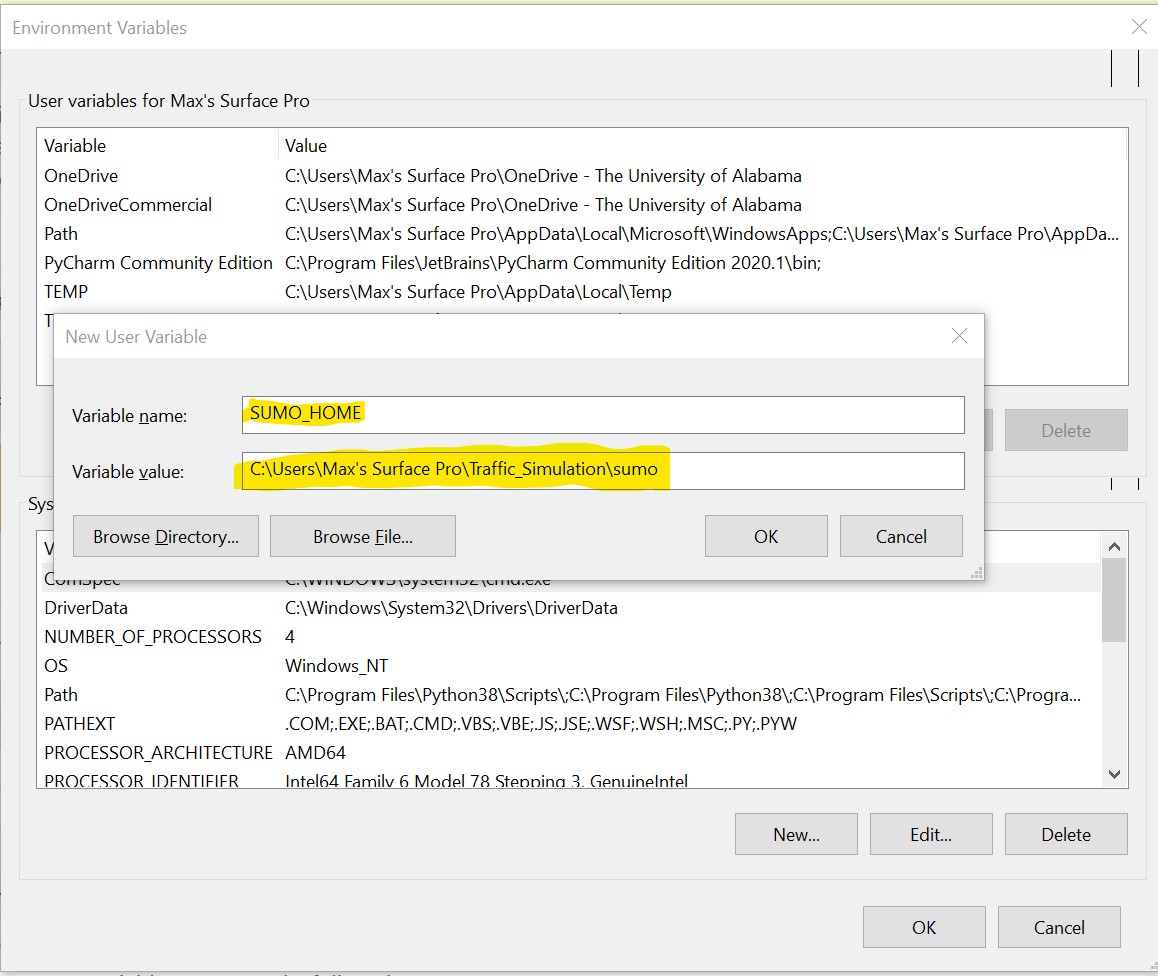 Environment Variables
User variables for Max's Surface Pro
Variable Value
OneDrive C:\Users\Max's Surface Pro\OneDrive - The University of Alabama
OneDriveCommercial C:\Users\Max's Surface Pro\OneDrive - The University of Alabama
Path C:\Users\Max's Surface Pro\AppData\Local\Microsoft\WindowsApps;C:\Users\Max's Surface Pro\AppDa...
PyCharm Community Edition C:\Program Files\JetBrains\PyCharm Community Edition 2020.1\bin;
TEMP C:\Users\Max's Surface Pro\AppData\Local\Temp
New User Variable
Variable name: SUMO_HOME
Delete
Variable value: C:\Users\Max's Surface Pro\Traffic_Simulation\sumo
Sys
Browse Directory... Browse File... OK Cancel
ComSpec C:\WINDOWS\system32\cmd.exe
DriverData C:\Windows\System32\Drivers\DriverData
NUMBER_OF_PROCESSORS 4
OS Windows_NT
Path C:\Program Files\Python38\Scripts\;C:\Program Files\Python38\;C:\Program Files\Scripts\;C:\Progra...
PATHEXT .COM;.EXE;.BAT;.CMD;.VBS;.VBE;.JS;.JSE;.WSF;.WSH;.MSC;.PY;.PYW
PROCESSOR_ARCHITECTURE AMD64
PROCESSOR_IDENTIFIER Intel64 Family 6 Model 78 Stepping 3, GenuineIntel
New... Edit... Delete
OK Cancel